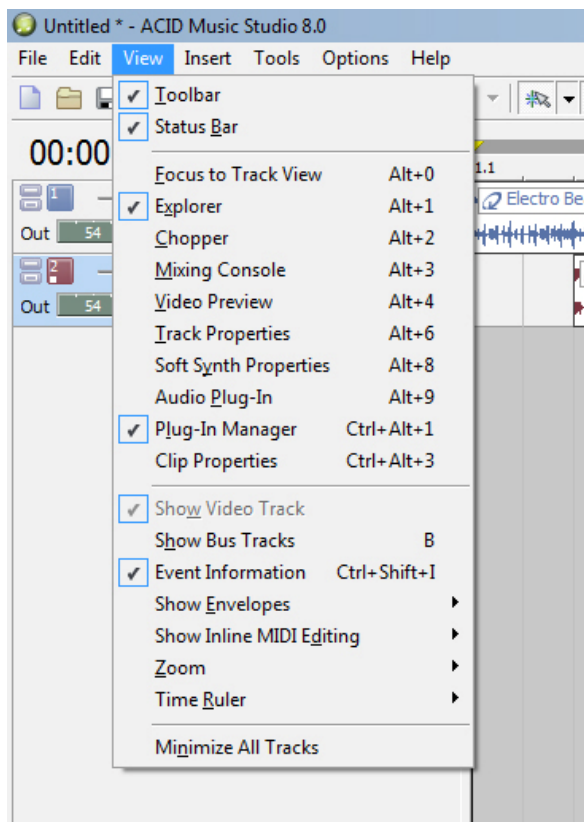 Untitled * - ACID Music Studio 8.0
File Edit View Insert Tools Options Help
Toolbar
Status Bar
00:00
1.1
Focus to Track View Alt+0
1
Explorer Alt+1
Electro Be
Out 54
Chopper Alt+2
2
Mixing Console Alt+3
Out 54
Video Preview Alt+4
Track Properties Alt+6
Soft Synth Properties Alt+8
Audio Plug-In Alt+9
Plug-In Manager Ctrl+Alt+1
Clip Properties Ctrl+Alt+3
Show Video Track
Show Bus Tracks B
Event Information Ctrl+Shift+I
Show Envelopes
Show Inline MIDI Editing
Zoom
Time Ruler
Minimize All Tracks